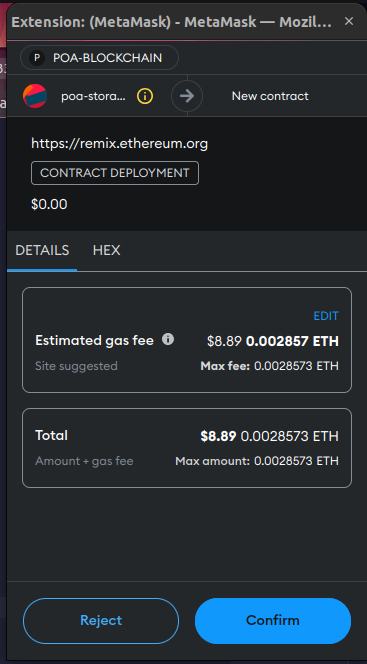 Extension: (MetaMask) - MetaMask — Mozil... ×
P POA-BLOCKCHAIN
poa-stora... New contract
https://remix.ethereum.org
CONTRACT DEPLOYMENT
$0.00
DETAILS HEX
EDIT
Estimated gas fee $8.89 0.002857 ETH
Site suggested Max fee: 0.0028573 ETH
Total $8.89 0.0028573 ETH
Amount + gas fee Max amount: 0.0028573 ETH
Reject Confirm